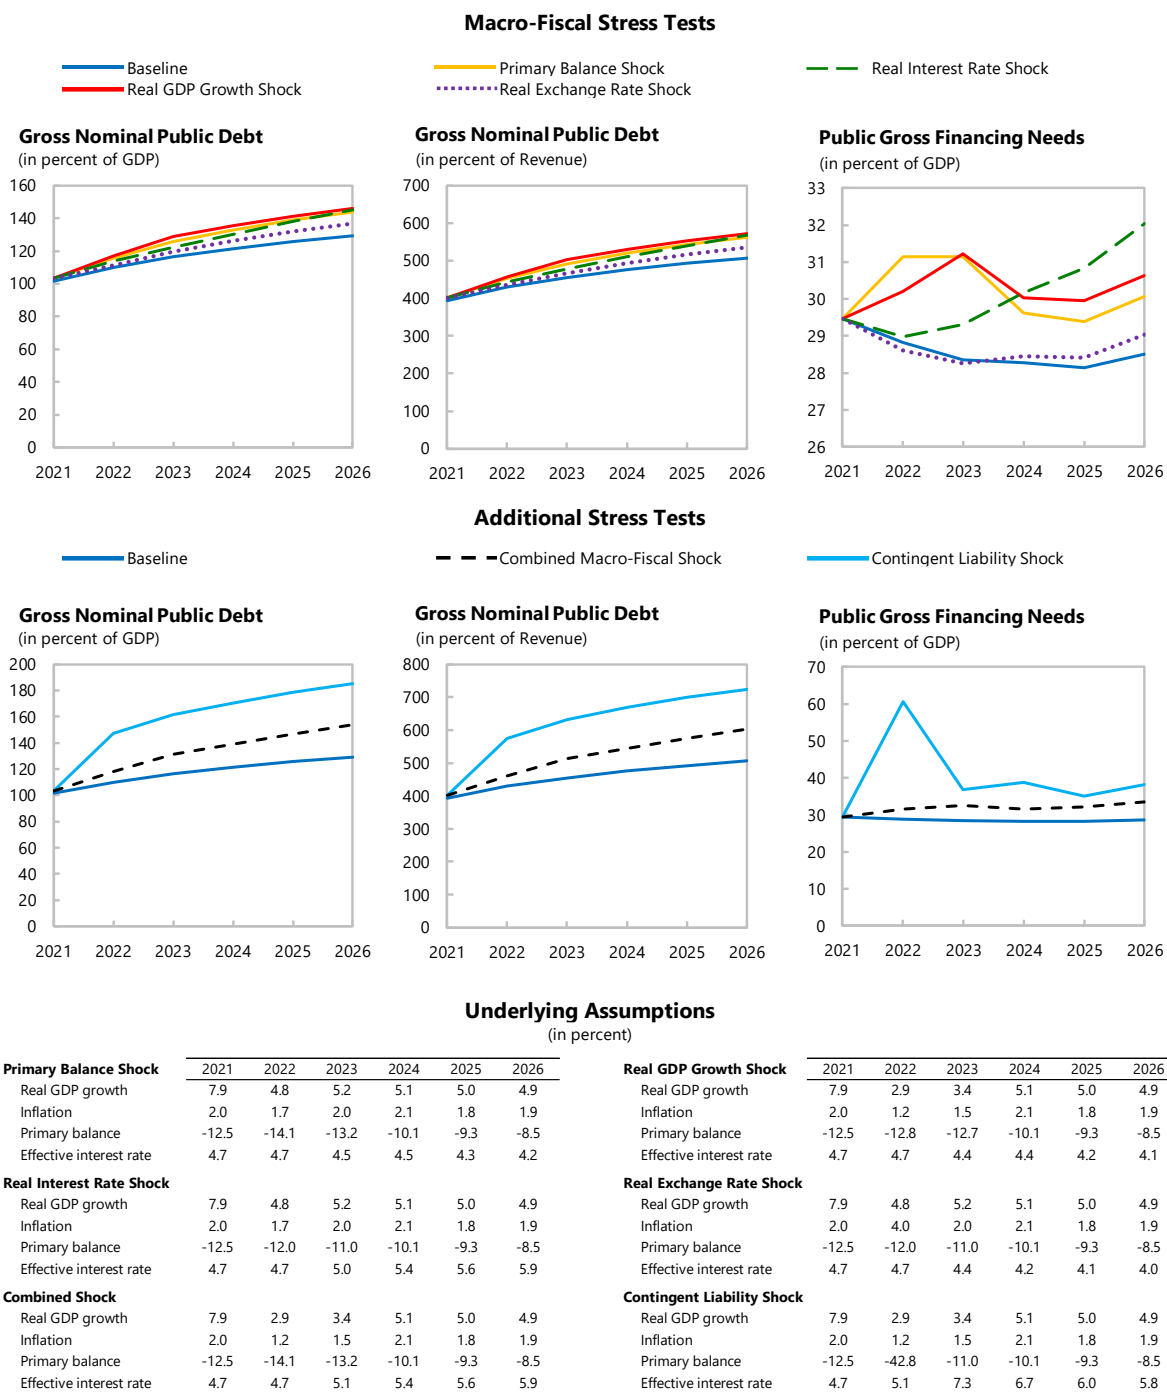 Macro-Fiscal Stress Tests
Baseline
Primary Balance Shock
Real Interest Rate Shock
Real GDP Growth Shock
Real Exchange Rate Shock
Gross Nominal Public Debt
(in percent of GDP)
160
140
120
100
80
60
40
20
0
2021 2022 2023 2024 2025 2026
Gross Nominal Public Debt
(in percent of Revenue)
700
600
500
400
300
200
100
0
2021 2022 2023 2024 2025 2026
Public Gross Financing Needs
(in percent of GDP)
33
32
31
30
29
28
27
26
2021 2022 2023 2024 2025 2026
Additional Stress Tests
Baseline
Combined Macro-Fiscal Shock
Contingent Liability Shock
Gross Nominal Public Debt
(in percent of GDP)
200
180
160
140
120
100
80
60
40
20
0
2021 2022 2023 2024 2025 2026
Gross Nominal Public Debt
(in percent of Revenue)
800
700
600
500
400
300
200
100
0
2021 2022 2023 2024 2025 2026
Public Gross Financing Needs
(in percent of GDP)
70
60
50
40
30
20
10
0
2021 2022 2023 2024 2025 2026
Underlying Assumptions
(in percent)
Primary Balance Shock 2021 2022 2023 2024 2025 2026
Real GDP growth 7.9 4.8 5.2 5.1 5.0 4.9
Inflation 2.0 1.7 2.0 2.1 1.8 1.9
Primary balance -12.5 -14.1 -13.2 -10.1 -9.3 -8.5
Effective interest rate 4.7 4.7 4.5 4.5 4.3 4.2
Real Interest Rate Shock
Real GDP growth 7.9 4.8 5.2 5.1 5.0 4.9
Inflation 2.0 1.7 2.0 2.1 1.8 1.9
Primary balance -12.5 -12.0 -11.0 -10.1 -9.3 -8.5
Effective interest rate 4.7 4.7 5.0 5.4 5.6 5.9
Combined Shock
Real GDP growth 7.9 2.9 3.4 5.1 5.0 4.9
Inflation 2.0 1.2 1.5 2.1 1.8 1.9
Primary balance -12.5 -14.1 -13.2 -10.1 -9.3 -8.5
Effective interest rate 4.7 4.7 5.1 5.4 5.6 5.9
Real GDP Growth Shock 2021 2022 2023 2024 2025 2026
Real GDP growth 7.9 2.9 3.4 5.1 5.0 4.9
Inflation 2.0 1.2 1.5 2.1 1.8 1.9
Primary balance -12.5 -12.8 -12.7 -10.1 -9.3 -8.5
Effective interest rate 4.7 4.7 4.4 4.4 4.2 4.1
Real Exchange Rate Shock
Real GDP growth 7.9 4.8 5.2 5.1 5.0 4.9
Inflation 2.0 4.0 2.0 2.1 1.8 1.9
Primary balance -12.5 -12.0 -11.0 -10.1 -9.3 -8.5
Effective interest rate 4.7 4.7 4.4 4.2 4.1 4.0
Contingent Liability Shock
Real GDP growth 7.9 2.9 3.4 5.1 5.0 4.9
Inflation 2.0 1.2 1.5 2.1 1.8 1.9
Primary balance -12.5 -42.8 -11.0 -10.1 -9.3 -8.5
Effective interest rate 4.7 5.1 7.3 6.7 6.0 5.8